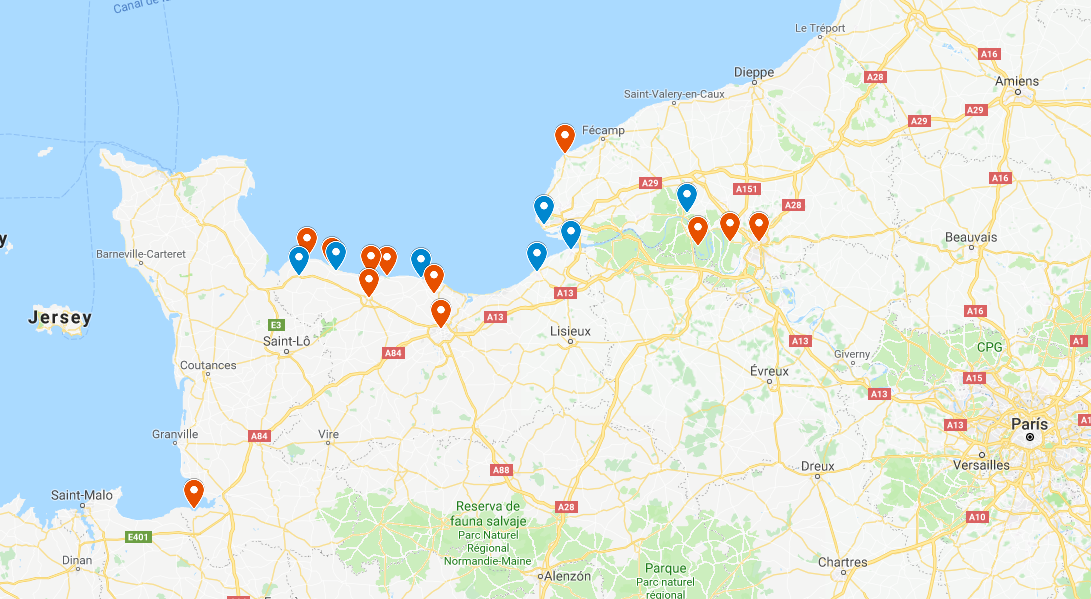 Canal de l
Le Tréport
A16
Dieppe
A28
Amiens
Saint-Valery-en-Caux
A29
A29
Fécamp
A16
A29
A151
A28
Beauvais
y
Barneville-Carteret
A13
A16
Jersey
E3
A13
Lisieux
Saint-Lô
A13
A1
CPG
A84
Giverny
Coutances
Évreux
A15
A13
París
A13
A1
Granville
A84
Vire
Versailles
Dreux
A88
Saint-Malo
Reserva de
fauna salvaje
Parc Naturel
Régional
Normandie-Maine
A28
A10
E401
Dinan
Chartres
Parque
Parc naturel
régional
Alenzón